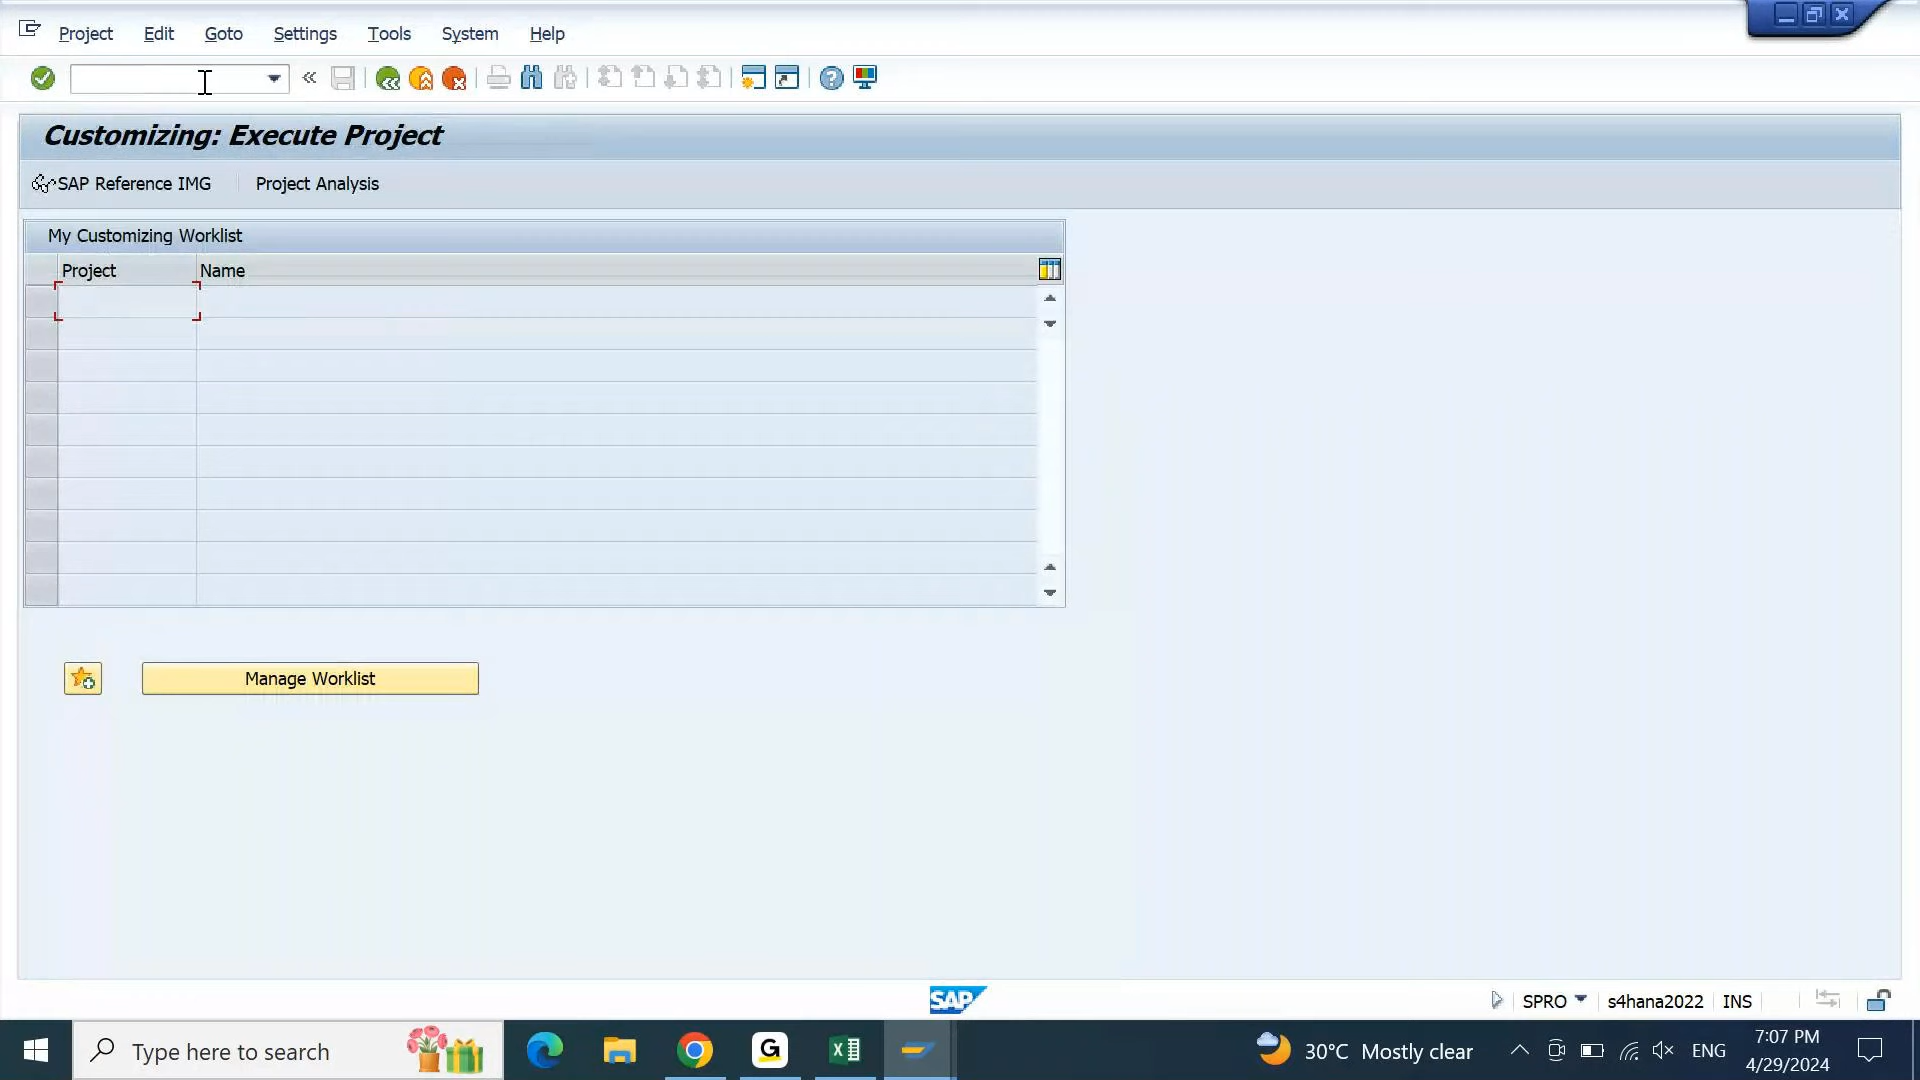 Project Edit Goto Settings Tools System Help
Customizing: Execute Project
SAP Reference IMG Project Analysis
My Customizing Worklist
Project Name
Manage Worklist
SAP
SPRO s4hana2022 INS
Type here to search
G
30°C Mostly clear
ENG
7:07 PM
4/29/2024